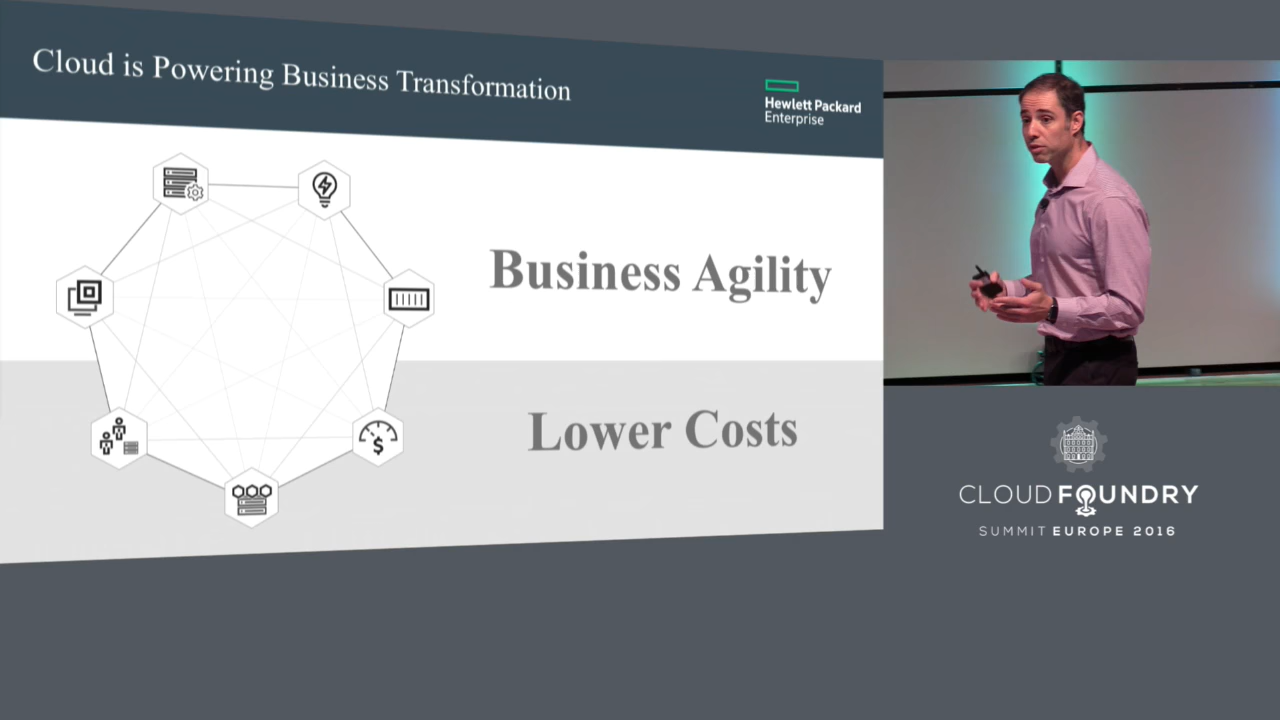 Cloud is Powering Business Transformation
Hewlett Packard
Enterprise
Business Agility
Lower Costs
CLOUD FOUNDRY
SUMMIT EUROPE 2016